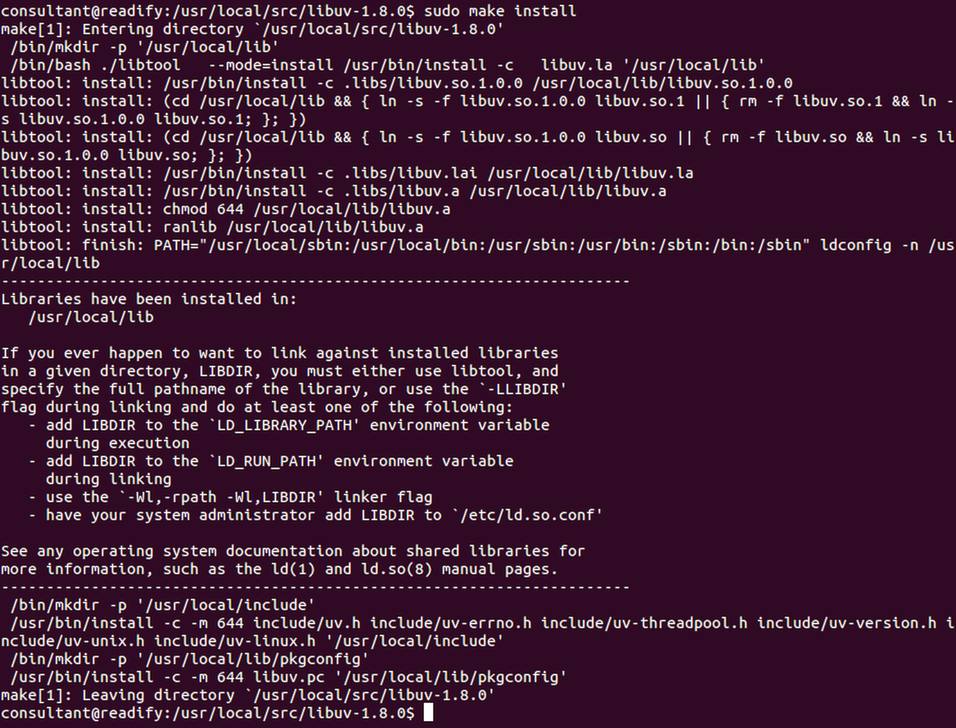 consultant@readify:/usr/local/src/libuv-1.8.0$ sudo make install
make[1]: Entering directory `/usr/local/src/libuv-1.8.0'
 /bin/mkdir -p '/usr/local/lib'
 /bin/bash ./libtool   --mode=install /usr/bin/install -c   libuv.la '/usr/local/lib'
libtool: install: /usr/bin/install -c .libs/libuv.so.1.0.0 /usr/local/lib/libuv.so.1.0.0
libtool: install: (cd /usr/local/lib && { ln -s -f libuv.so.1.0.0 libuv.so.1 || { rm -f libuv.so.1 && ln -
s libuv.so.1.0.0 libuv.so.1; }; })
libtool: install: (cd /usr/local/lib && { ln -s -f libuv.so.1.0.0 libuv.so || { rm -f libuv.so && ln -s li
buv.so.1.0.0 libuv.so; }; })
libtool: install: /usr/bin/install -c .libs/libuv.lai /usr/local/lib/libuv.la
libtool: install: /usr/bin/install -c .libs/libuv.a /usr/local/lib/libuv.a
libtool: install: chmod 644 /usr/local/lib/libuv.a
libtool: install: ranlib /usr/local/lib/libuv.a
libtool: finish: PATH="/usr/local/sbin:/usr/local/bin:/usr/sbin:/usr/bin:/sbin:/bin:/sbin" ldconfig -n /us
r/local/lib
----------------------------------------------------------------------
Libraries have been installed in:
   /usr/local/lib

If you ever happen to want to link against installed libraries
in a given directory, LIBDIR, you must either use libtool, and
specify the full pathname of the library, or use the `-LLIBDIR'
flag during linking and do at least one of the following:
   - add LIBDIR to the `LD_LIBRARY_PATH' environment variable
     during execution
   - add LIBDIR to the `LD_RUN_PATH' environment variable
     during linking
   - use the `-Wl,-rpath -Wl,LIBDIR' linker flag
   - have your system administrator add LIBDIR to `/etc/ld.so.conf'

See any operating system documentation about shared libraries for
more information, such as the ld(1) and ld.so(8) manual pages.
----------------------------------------------------------------------
 /bin/mkdir -p '/usr/local/include'
 /usr/bin/install -c -m 644 include/uv.h include/uv-errno.h include/uv-threadpool.h include/uv-version.h i
nclude/uv-unix.h include/uv-linux.h '/usr/local/include'
 /bin/mkdir -p '/usr/local/lib/pkgconfig'
 /usr/bin/install -c -m 644 libuv.pc '/usr/local/lib/pkgconfig'
make[1]: Leaving directory `/usr/local/src/libuv-1.8.0'
consultant@readify:/usr/local/src/libuv-1.8.0$